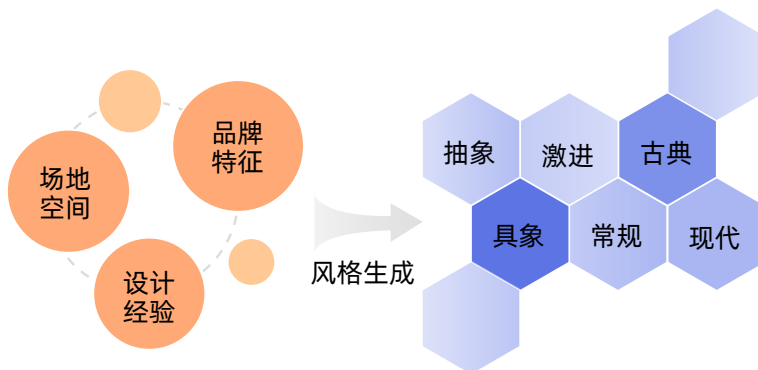 品牌
特征
场地
空间
设计
经验
风格生成
抽象
激进
古典
具象
常规
现代